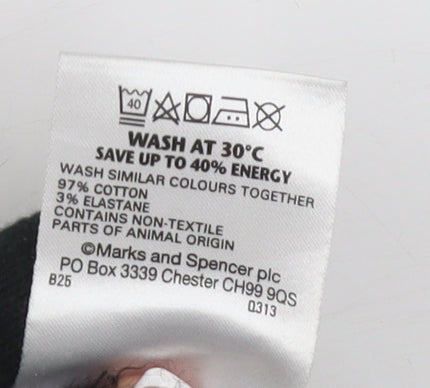 40
WASH AT 30°C
SAVE UP TO 40% ENERGY
WASH SIMILAR COLOURS TOGETHER
97% COTTON
3% ELASTANE
CONTAINS NON-TEXTILE
PARTS OF ANIMAL ORIGIN
©Marks and Spencer plc
PO Box 3339 Chester CH99 9QS
B25 0313